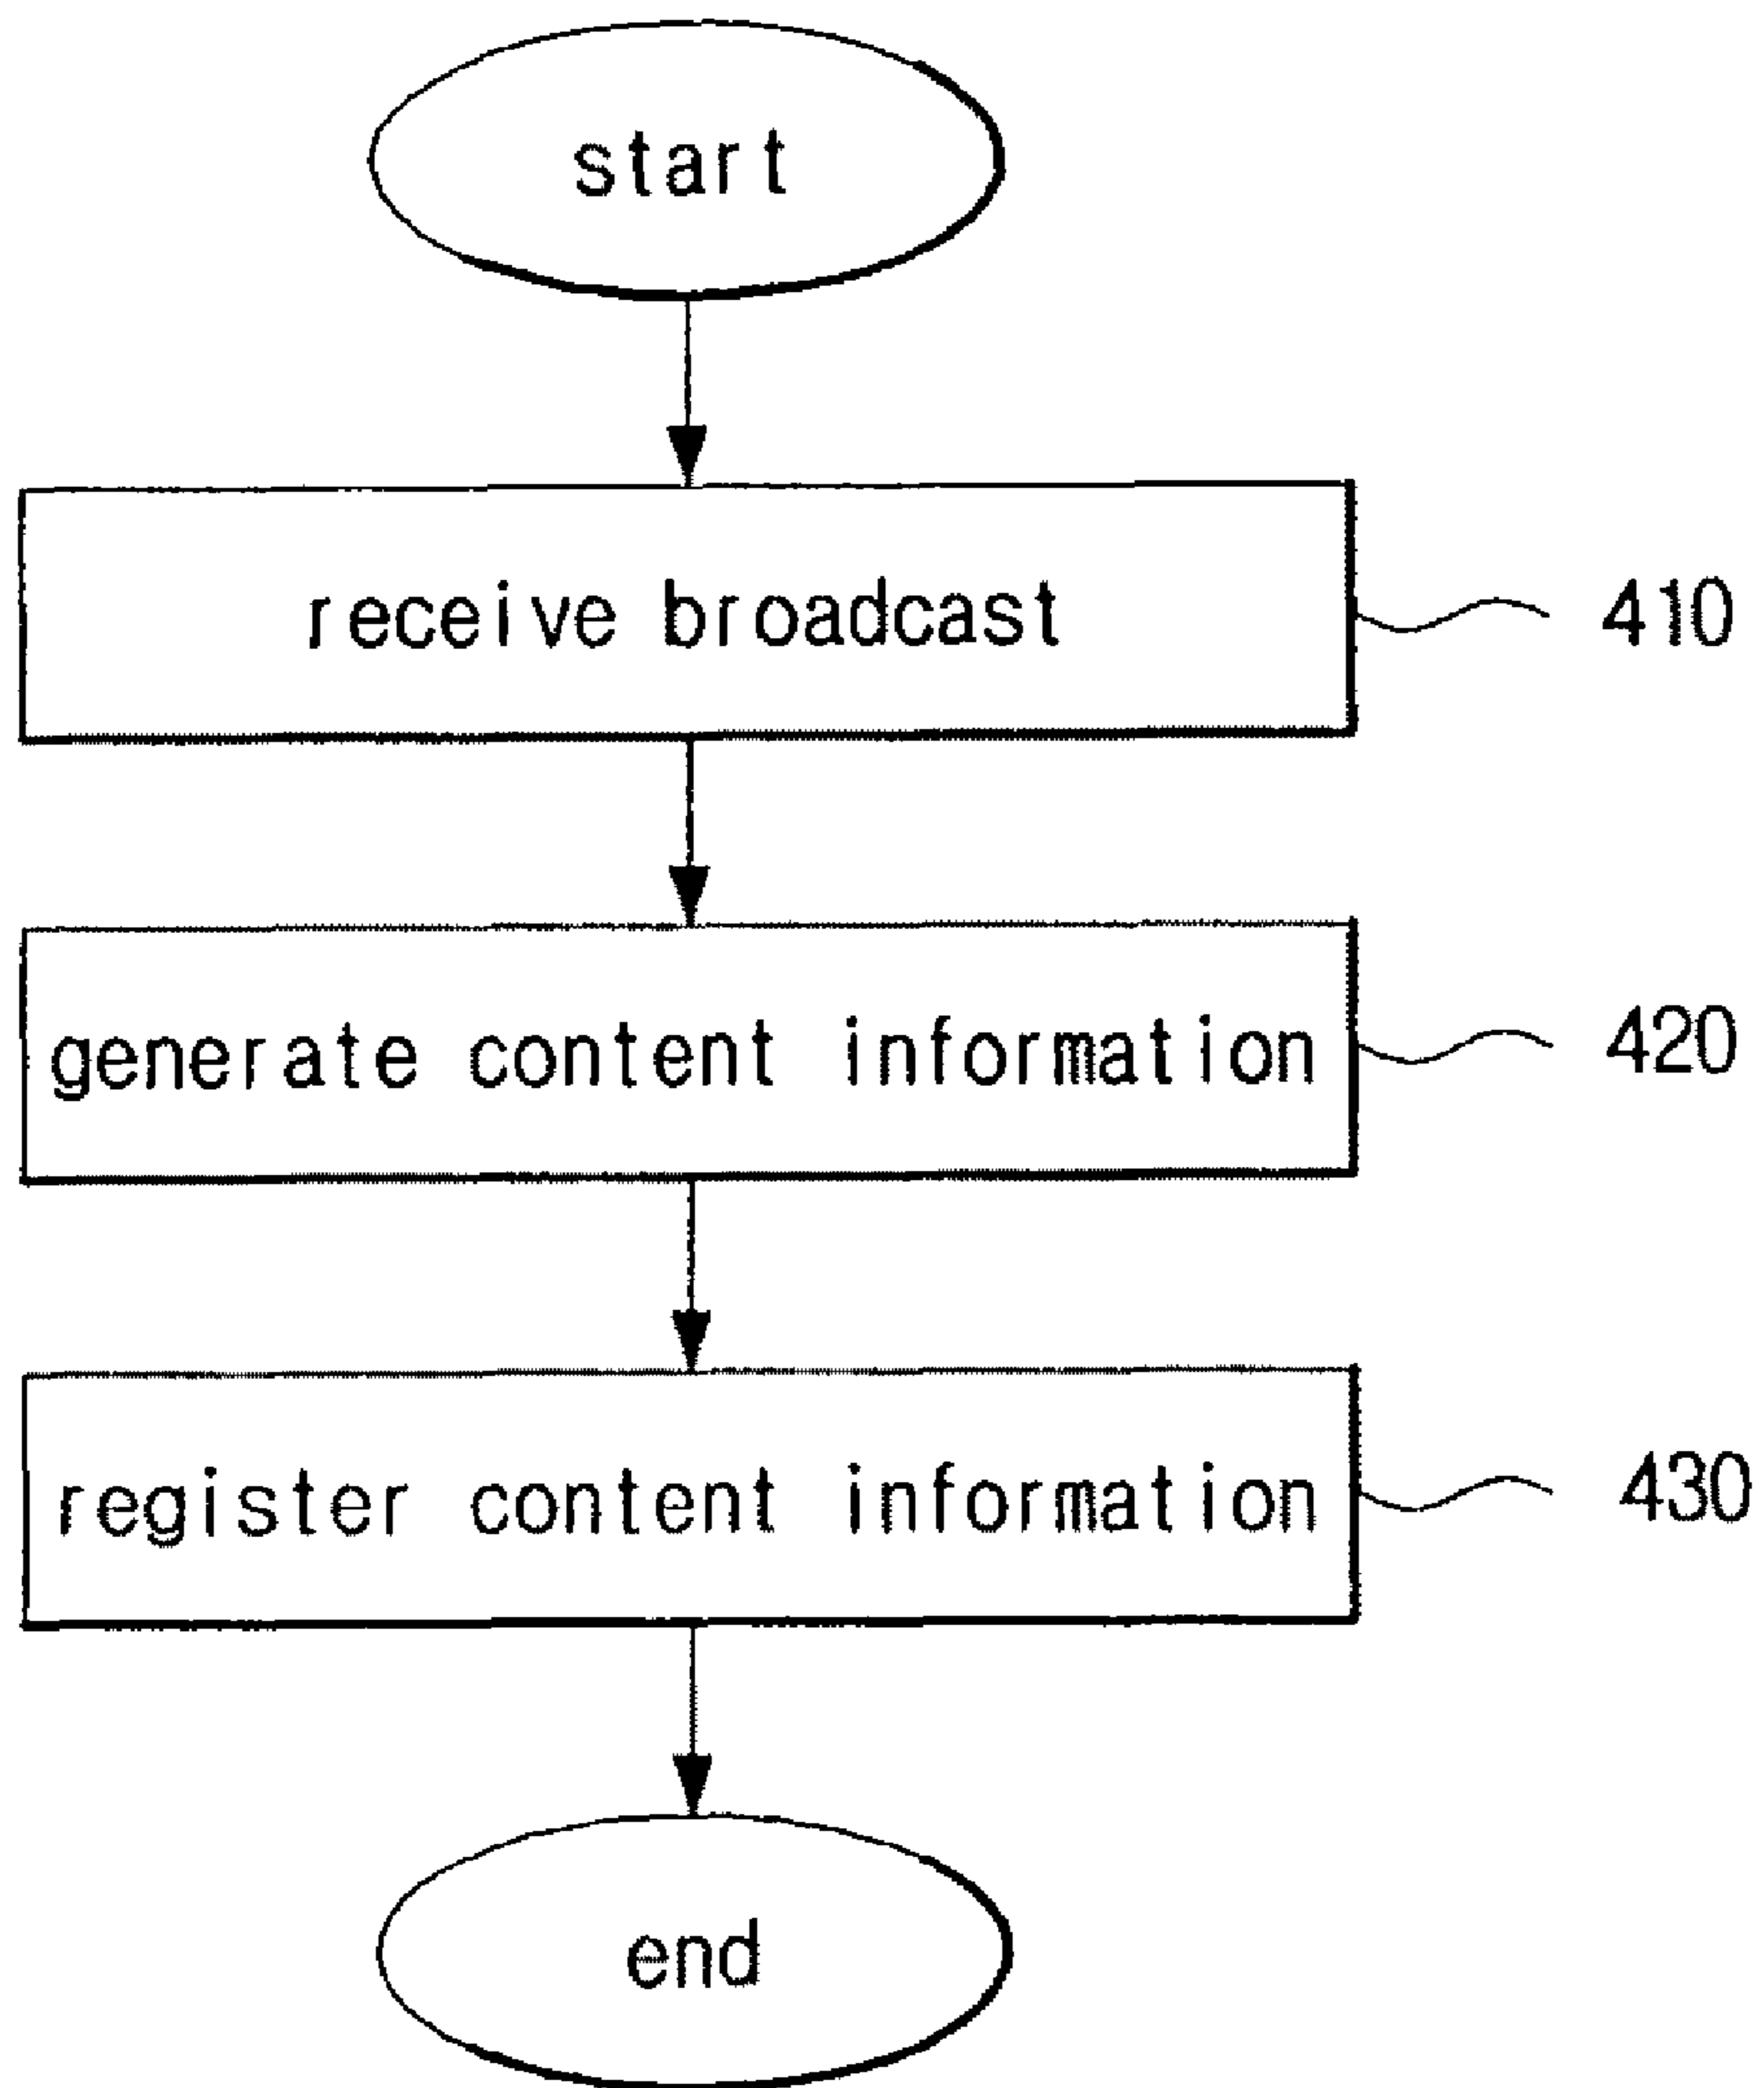 start
receive broadcast
410
generate content information
420
register content information
430
end